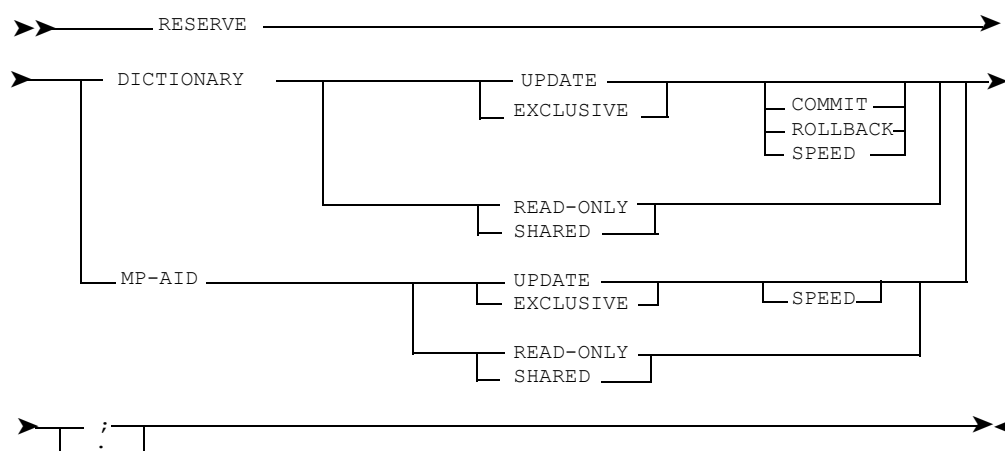 RESERVE
DICTIONARY UPDATE
EXCLUSIVE COMMIT
ROLLBACK
SPEED
READ-ONLY
SHARED
MP-AID UPDATE
EXCLUSIVE SPEED
READ-ONLY
SHARED
;
.